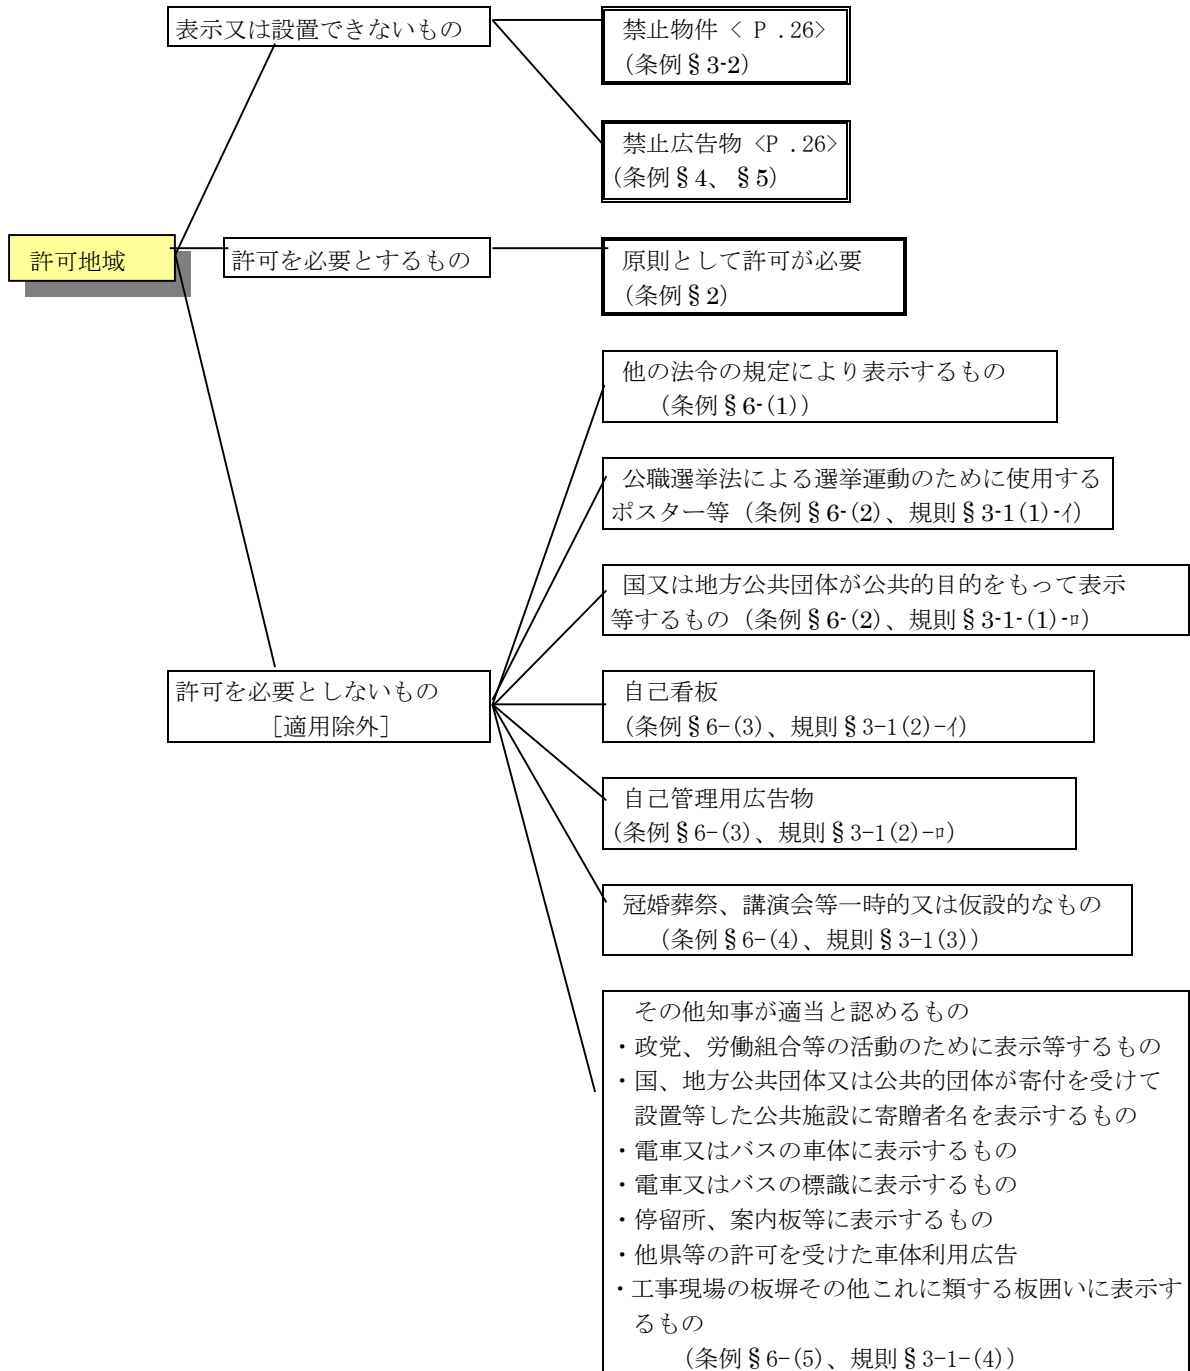 表示又は設置できないもの
禁止物件 < P .26>
(条例§3-2)
禁止広告物 <P .26>
(条例§4、§5)
許可地域
許可を必要とするもの
原則として許可が必要
(条例§2)
他の法令の規定により表示するもの
(条例§6-(1))
公職選挙法による選挙運動のために使用する
ポスター等(条例§6-(2)、規則§3-1(1)-ｲ)
国又は地方公共団体が公共的目的をもって表示
等するもの(条例§6-(2)、規則§3-1-(1)-ﾛ)
許可を必要としないもの
[適用除外]
自己看板
(条例§6-(3)、規則§3-1(2)-ｲ)
自己管理用広告物
(条例§6-(3)、規則§3-1(2)-ﾛ)
冠婚葬祭、講演会等一時的又は仮設的なもの
(条例§6-(4)、規則§3-1(3))
その他知事が適当と認めるもの
・政党、労働組合等の活動のために表示等するもの
・国、地方公共団体又は公共的団体が寄付を受けて
設置等した公共施設に寄贈者名を表示するもの
・電車又はバスの車体に表示するもの
・電車又はバスの標識に表示するもの
・停留所、案内板等に表示するもの
・他県等の許可を受けた車体利用広告
・工事現場の板塀その他これに類する板囲いに表示す
るもの
(条例§6-(5)、規則§3-1-(4))